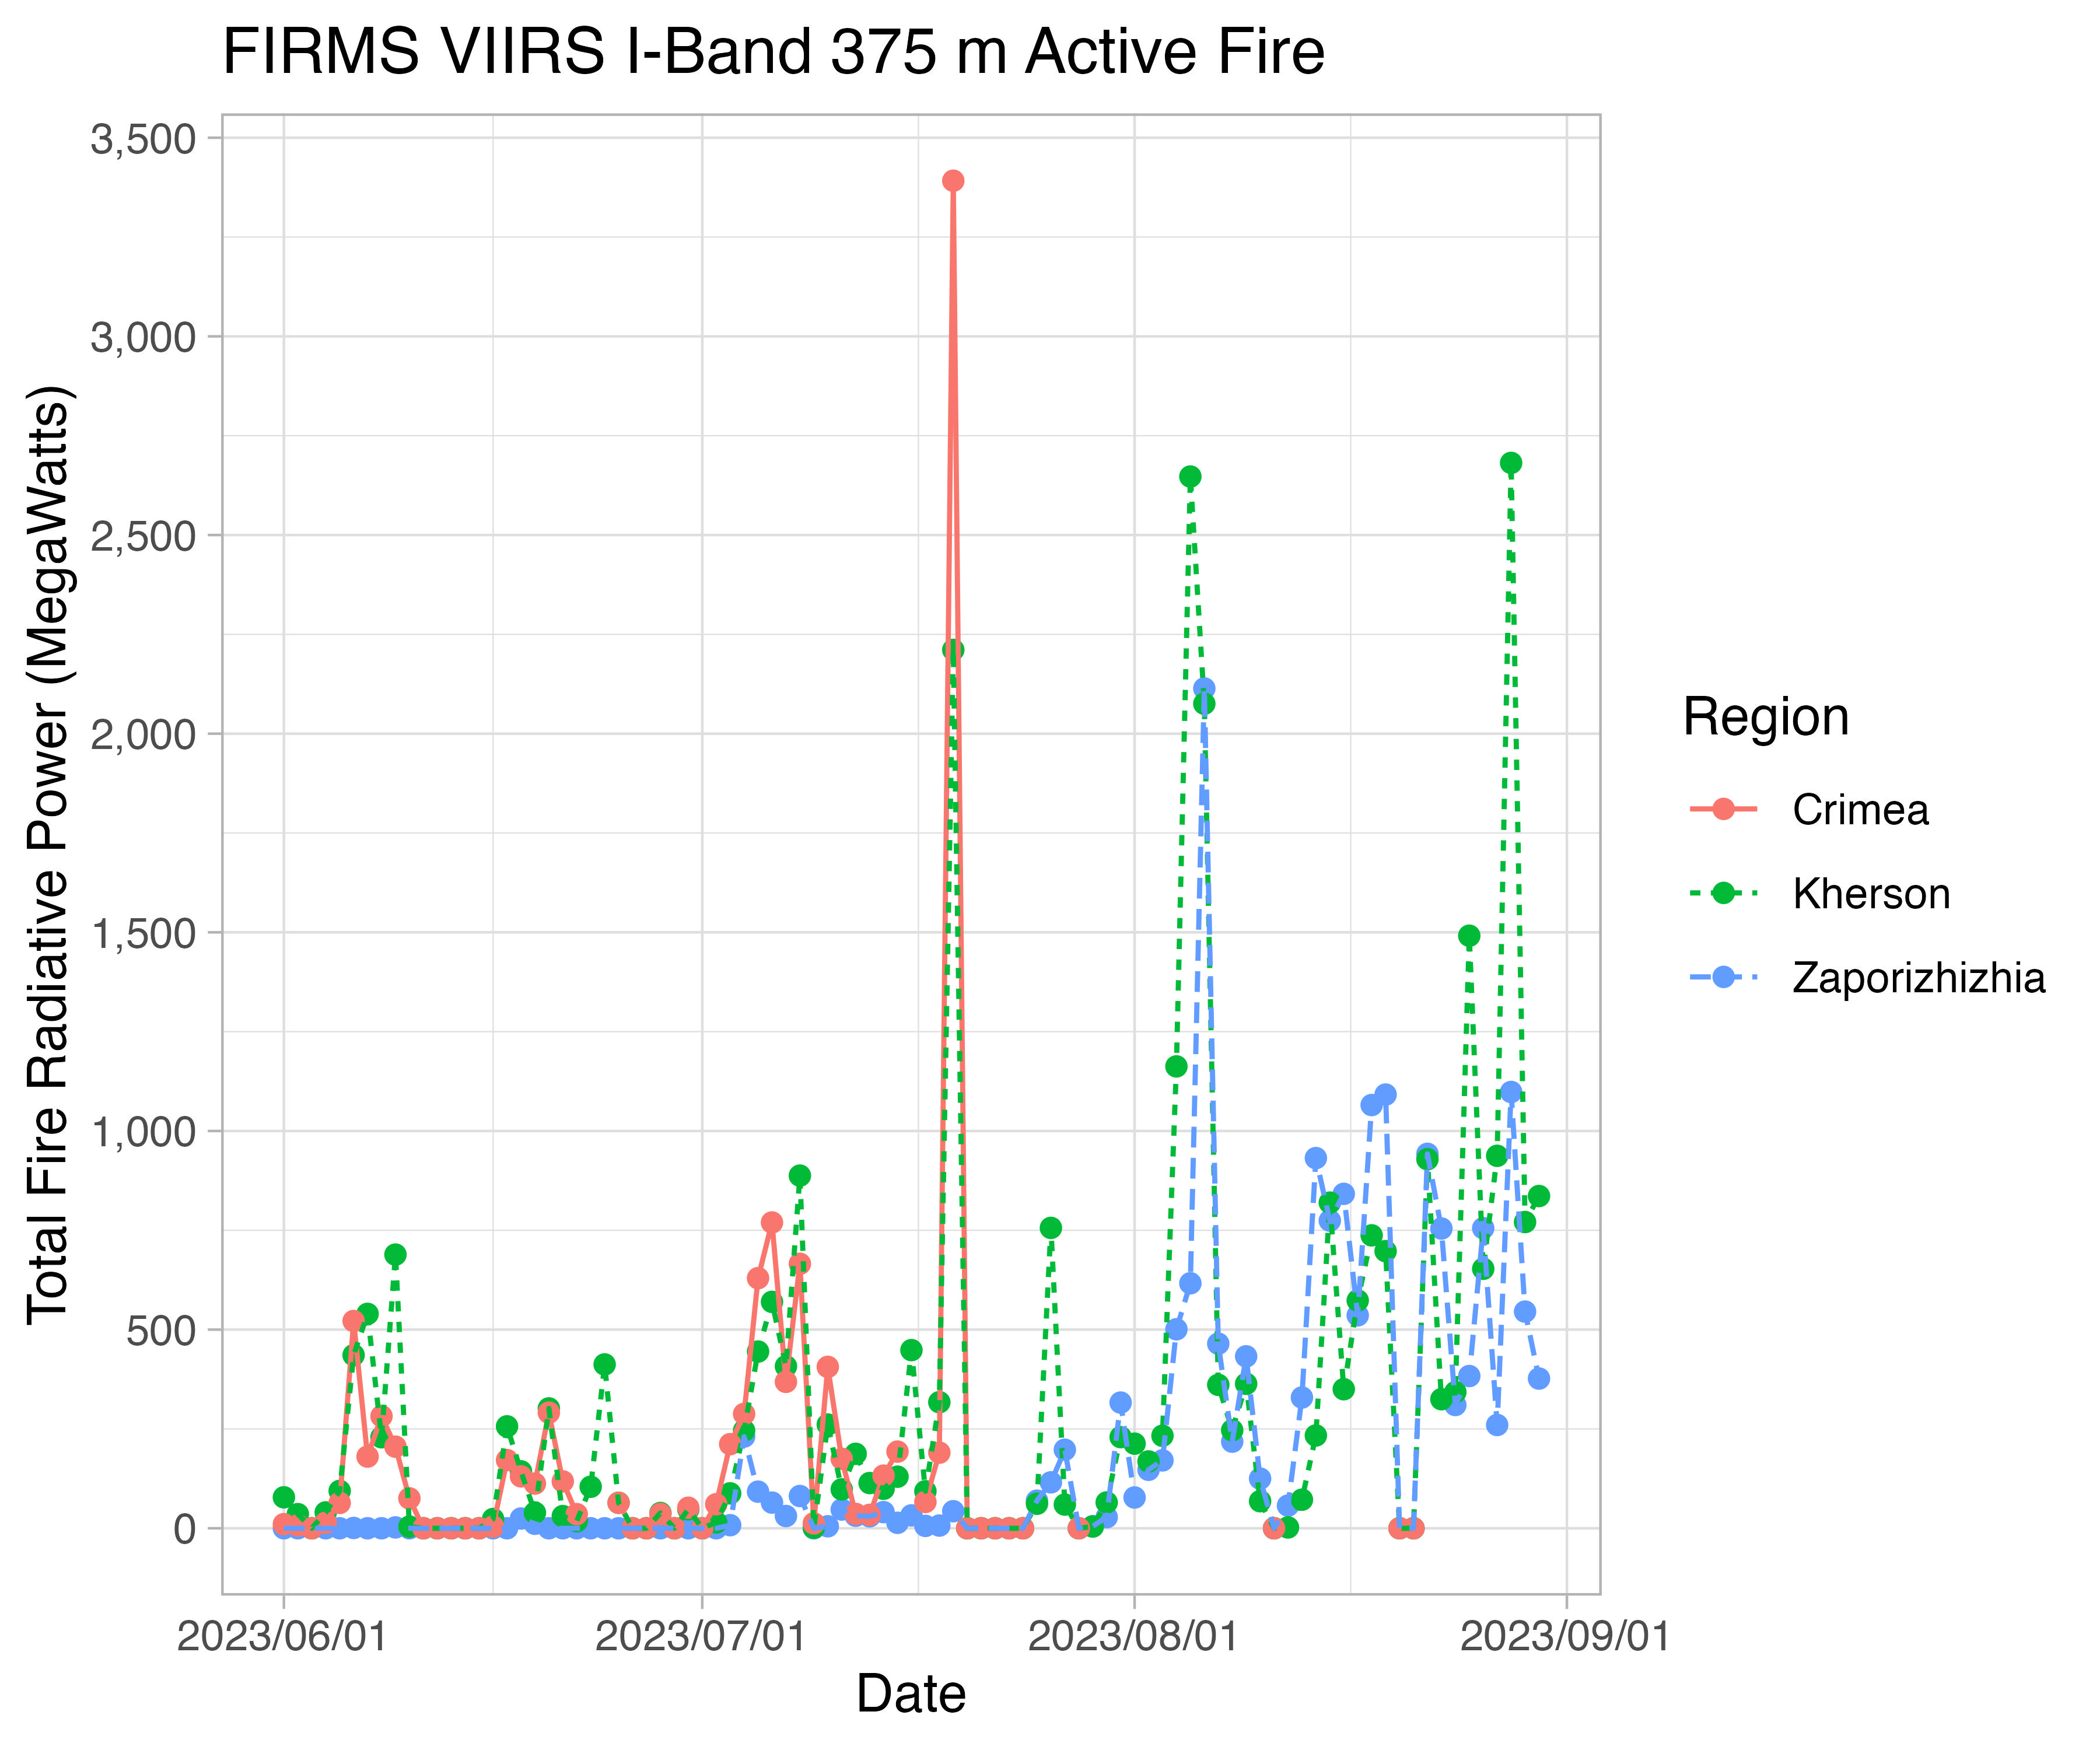 FIRMS VIIRS I-Band 375 m Active Fire
Total Fire Radiative Power (MegaWatts)
3,500
3,000
2,500
2,000
1,500
1,000
500
0
2023/06/01
2023/07/01
2023/08/01
2023/09/01
Date
Region
Crimea
Kherson
Zaporizhizhia